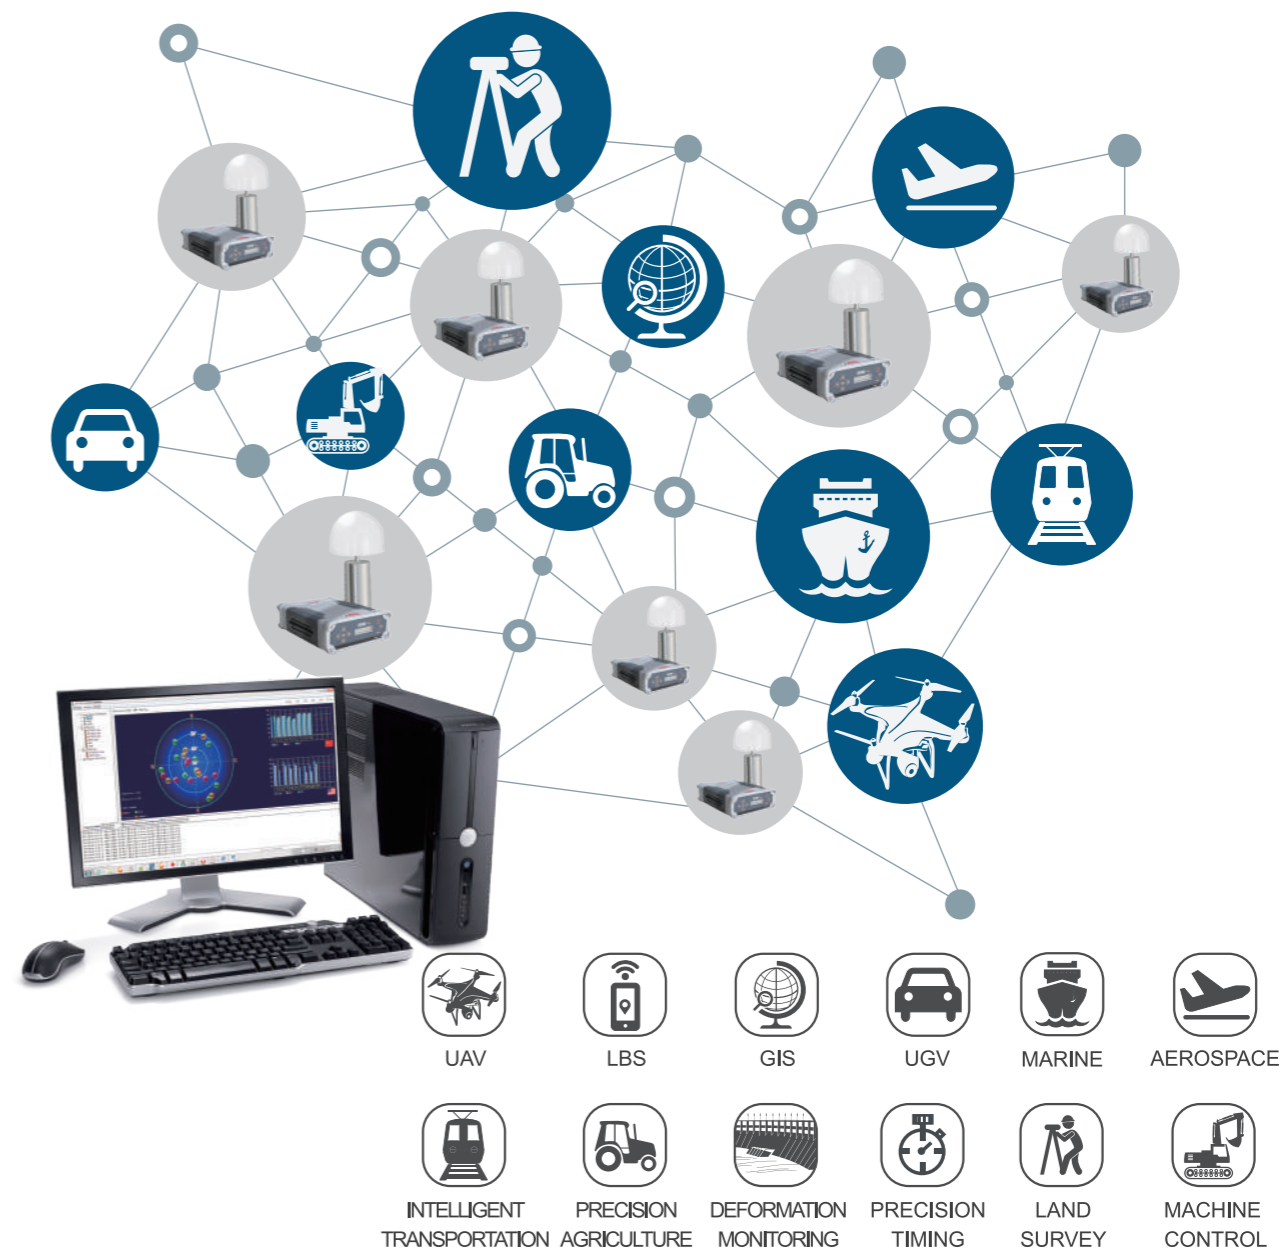 UAV
LBS
GIS
UGV
MARINE
AEROSPACE
INTELLIGENT
TRANSPORTATION
PRECISION
AGRICULTURE
DEFORMATION
MONITORING
PRECISION
TIMING
LAND
SURVEY
MACHINE
CONTROL